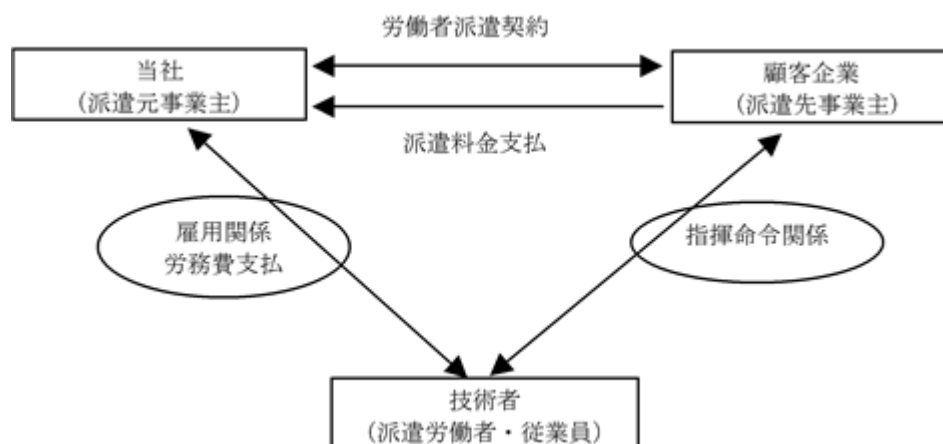 労働者派遣契約
当社
(派遣元事業主)
顧客企業
(派遣先事業主)
派遣料金支払
雇用関係
労務費支払
指揮命令関係
技術者
(派遣労働者・従業員)